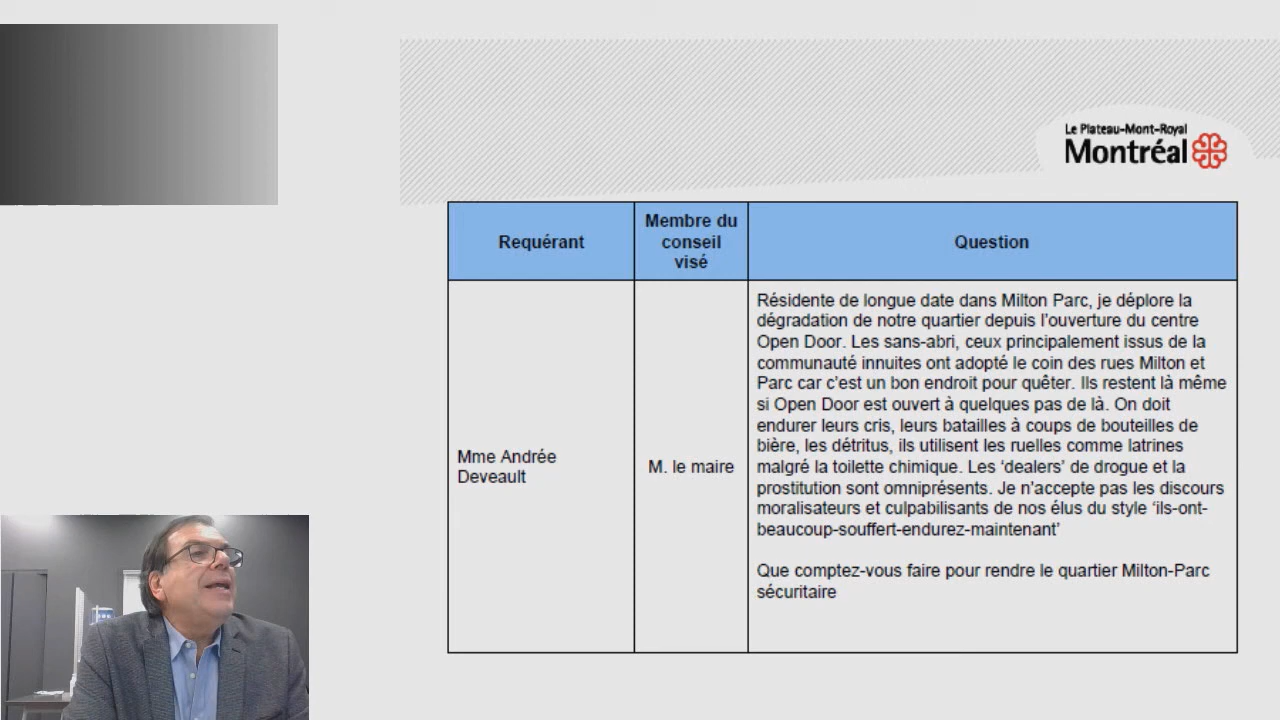 Le Plateau-Mont-Royal
Montréal
Requérant
Membre du
conseil
visé
Question
Mme Andrée
Deveault
M. le maire
Résidente de longue date dans Milton Parc, je déplore la
dégradation de notre quartier depuis l'ouverture du centre
Open Door. Les sans-abri, ceux principalement issus de la
communauté innuites ont adopté le coin des rues Milton et
Parc car c'est un bon endroit pour quêter. Ils restent là même
si Open Door est ouvert à quelques pas de là. On doit
endurer leurs cris, leurs batailles à coups de bouteilles de
bière, les détritus, ils utilisent les ruelles comme latrines
malgré la toilette chimique. Les 'dealers' de drogue et la
prostitution sont omniprésents. Je n'accepte pas les discours
moralisateurs et culpabilisants de nos élus du style 'ils-ont-
beaucoup-souffert-endurez-maintenant'
Que comptez-vous faire pour rendre le quartier Milton-Parc
sécuritaire